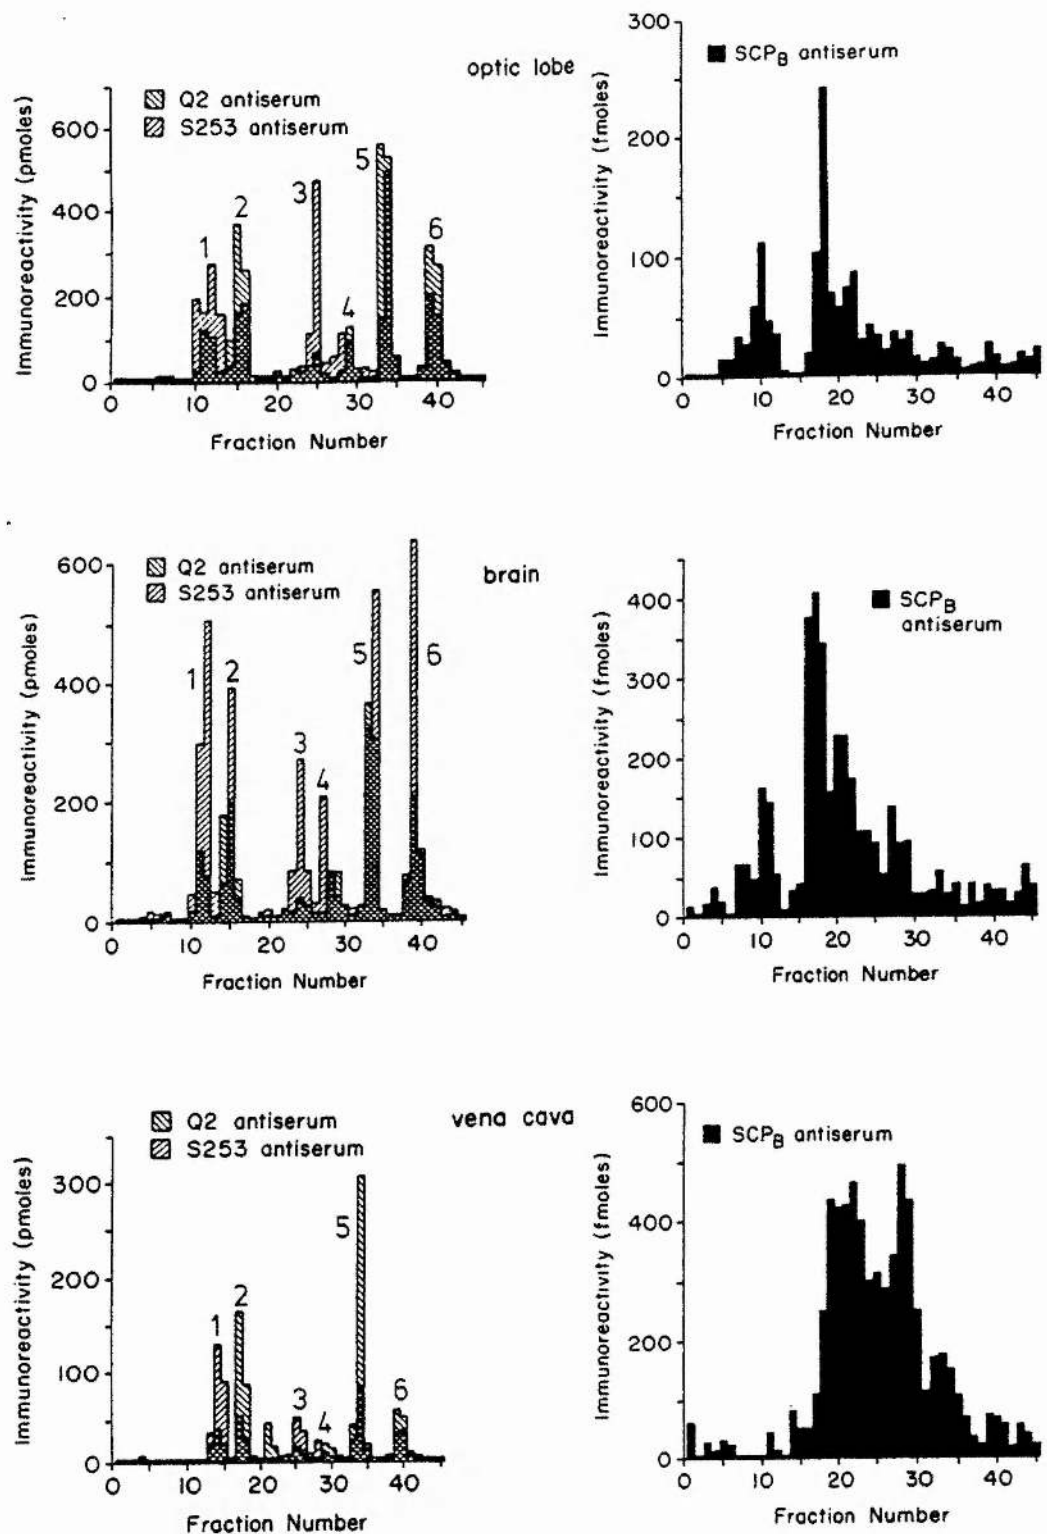 optic lobe
Q2 antiserum
S253 antiserum
Immunoreactivity (pmoles)
600
400
200
0
1
2
3
4
5
6
0 10 20 30 40
Fraction Number
SCPB antiserum
Immunoreactivity (fmoles)
300
200
100
0
0 10 20 30 40
Fraction Number
brain
Q2 antiserum
S253 antiserum
Immunoreactivity (pmoles)
600
400
200
0
1
2
3
4
5
6
0 10 20 30 40
Fraction Number
SCPB
antiserum
Immunoreactivity (fmoles)
400
300
200
100
0
0 10 20 30 40
Fraction Number
vena cava
Q2 antiserum
S253 antiserum
Immunoreactivity (pmoles)
300
200
100
0
1
2
3
4
5
6
0 10 20 30 40
Fraction Number
SCPB antiserum
Immunoreactivity (fmoles)
600
400
200
0
0 10 20 30 40
Fraction Number